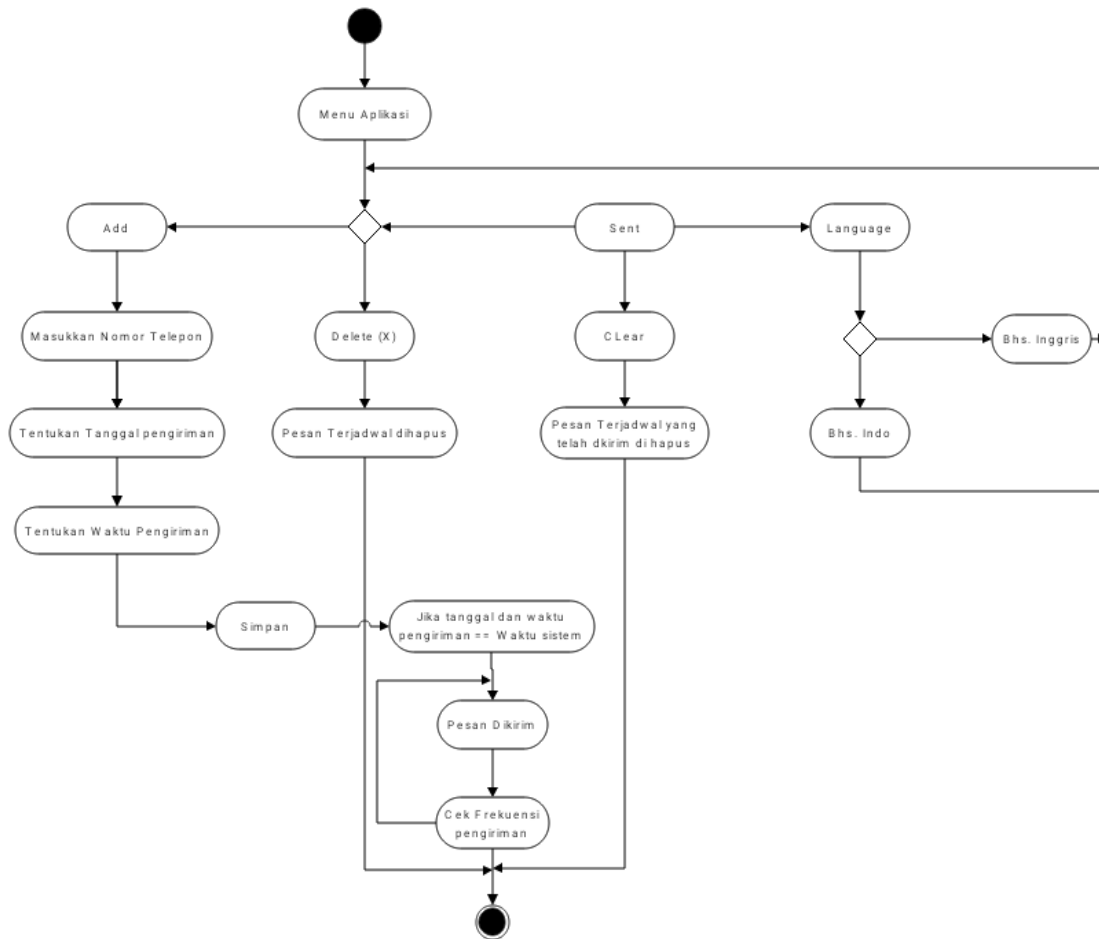 Menu Aplikasi
Add
Sent
Language
Masukkan Nomor Telepon
Delete (X)
CLear
Bhs. Inggris
Tentukan Tanggal pengiriman
Pesan Terjadwal dihapus
Pesan Terjadwal yang
telah dkirim di hapus
Bhs. Indo
Tentukan Waktu Pengiriman
Simpan
Jika tanggal dan waktu
pengiriman == Waktu sistem
Pesan Dikirim
Cek Frekuensi
pengiriman